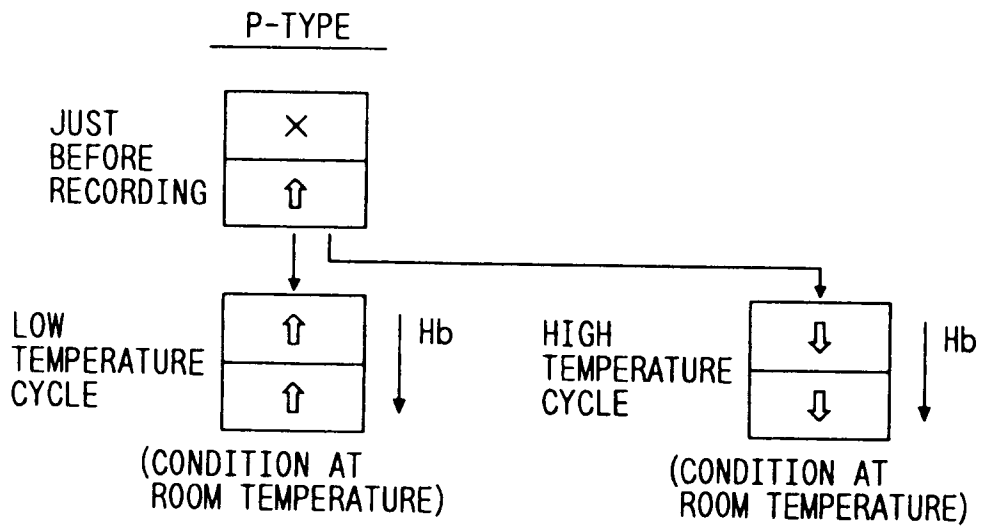 P-TYPE
JUST
BEFORE
RECORDING
×
LOW
TEMPERATURE
CYCLE
Hb
(CONDITION AT
ROOM TEMPERATURE)
HIGH
TEMPERATURE
CYCLE
Hb
(CONDITION AT
ROOM TEMPERATURE)